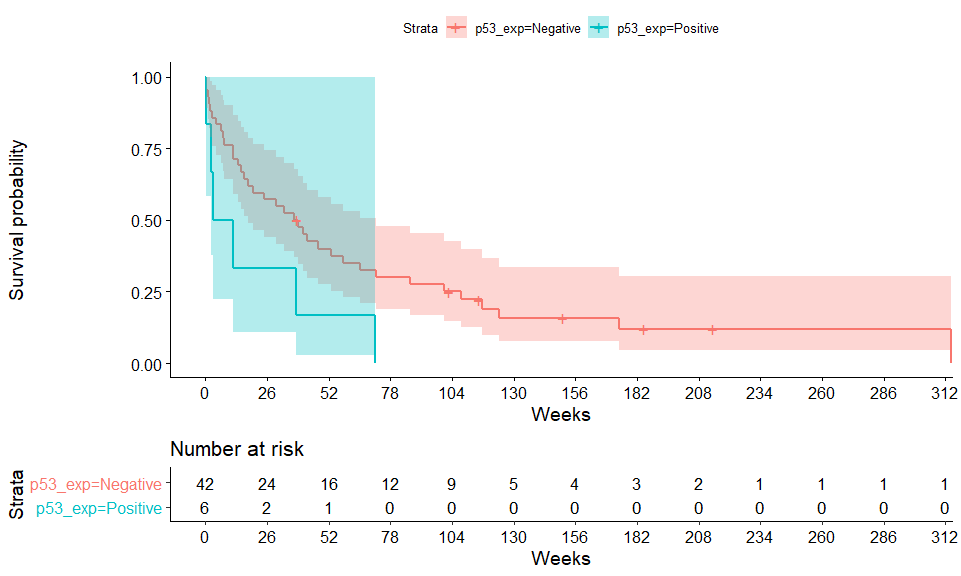 Strata p53_exp=Negative p53_exp=Positive
Survival probability
1.00
0.75
0.50
0.25
0.00
0 26 52 78 104 130 156 182 208 234 260 286 312
Weeks
Number at risk
Strata
p53_exp=Negative 42 24 16 12 9 5 4 3 2 1 1 1 1
p53_exp=Positive 6 2 1 0 0 0 0 0 0 0 0 0 0
0 26 52 78 104 130 156 182 208 234 260 286 312
Weeks